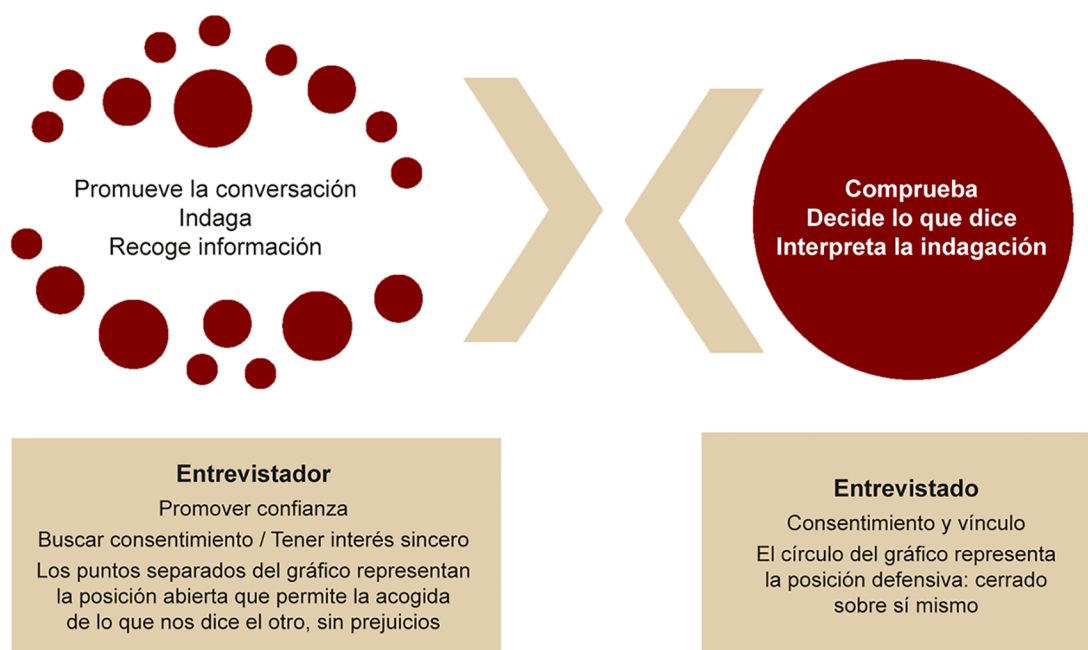 Promueve la conversación
Indaga
Recoge información
Comprueba
Decide lo que dice
Interpreta la indagación
Entrevistador
Promover confianza
Buscar consentimiento / Tener interés sincero
Los puntos separados del gráfico representan
la posición abierta que permite la acogida
de lo que nos dice el otro, sin prejuicios
Entrevistado
Consentimiento y vínculo
El círculo del gráfico representa
la posición defensiva: cerrado
sobre sí mismo